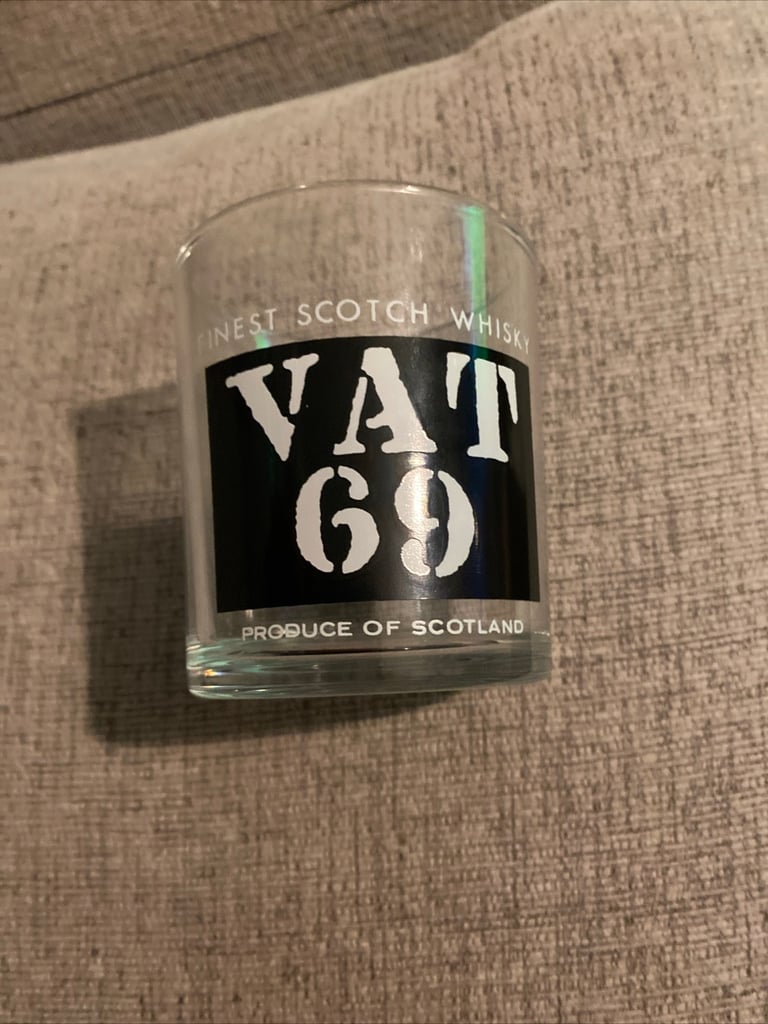 FINEST SCOTCH WHISKY
VAT
69
PRODUCE OF SCOTLAND